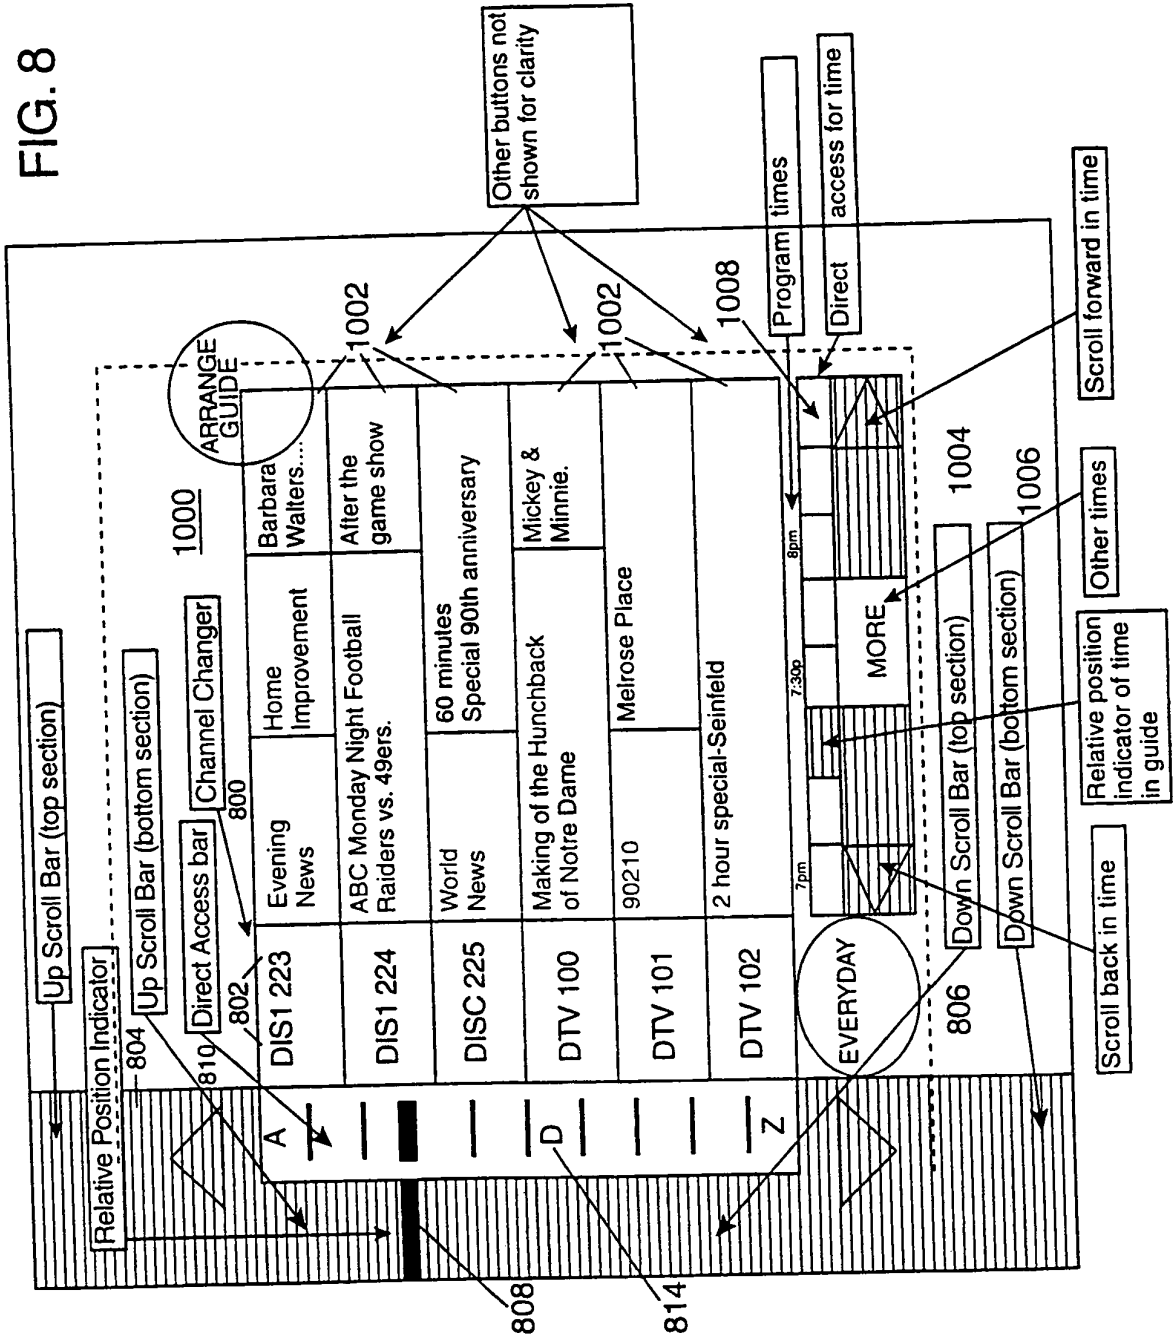 FIG. 8
Other buttons not
shown for clarity
Up Scroll Bar (top section)
Relative Position Indicator
804
Up Scroll Bar (bottom section)
810
Direct Access bar
Channel Changer
800
802
1000
ARRANGE
GUIDE
1002
1002
1008
A
D
Z
DIS1 223
Evening
News
Home
Improvement
Barbara
Walters....
DIS1 224
ABC Monday Night Football
Raiders vs. 49ers.
After the
game show
DISC 225
World
News
60 minutes
Special 90th anniversary
DTV 100
Making of the Hunchback
of Notre Dame
Mickey &
Minnie.
DTV 101
90210
Melrose Place
DTV 102
2 hour special-Seinfeld
EVERYDAY
7pm
7:30p
8pm
MORE
Program times
Direct access for time
808
814
806
Down Scroll Bar (top section)
1004
Down Scroll Bar (bottom section)
1006
Scroll back in time
Relative position
indicator of time
in guide
Other times
Scroll forward in time